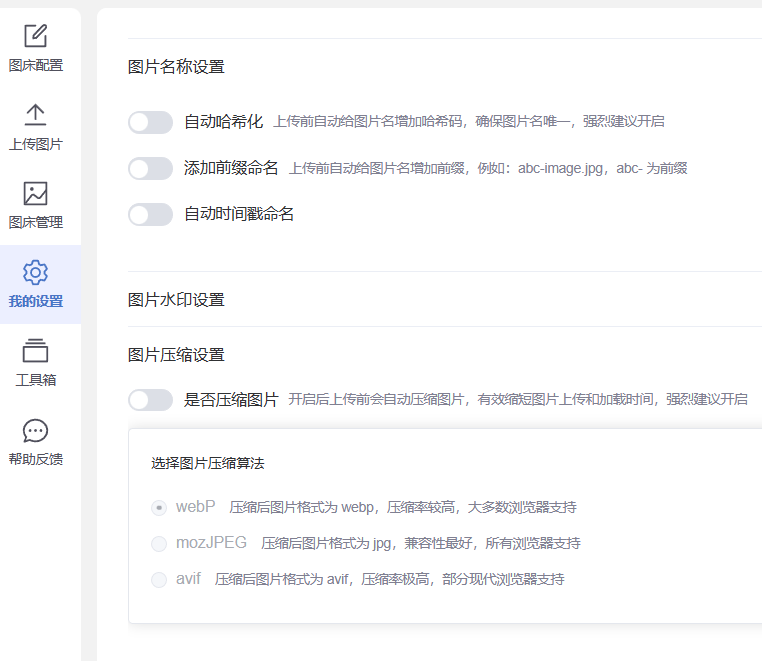 图床配置
上传图片
图床管理
我的设置
工具箱
帮助反馈
图片名称设置
自动哈希化 上传前自动给图片名增加哈希码，确保图片名唯一，强烈建议开启
添加前缀命名 上传前自动给图片名增加前缀，例如：abc-image.jpg，abc- 为前缀
自动时间戳命名
图片水印设置
图片压缩设置
是否压缩图片 开启后上传前会自动压缩图片，有效缩短图片上传和加载时间，强烈建议开启
选择图片压缩算法
webP 压缩后图片格式为 webp，压缩率较高，大多数浏览器支持
mozJPEG 压缩后图片格式为 jpg，兼容性最好，所有浏览器支持
avif 压缩后图片格式为 avif，压缩率极高，部分现代浏览器支持